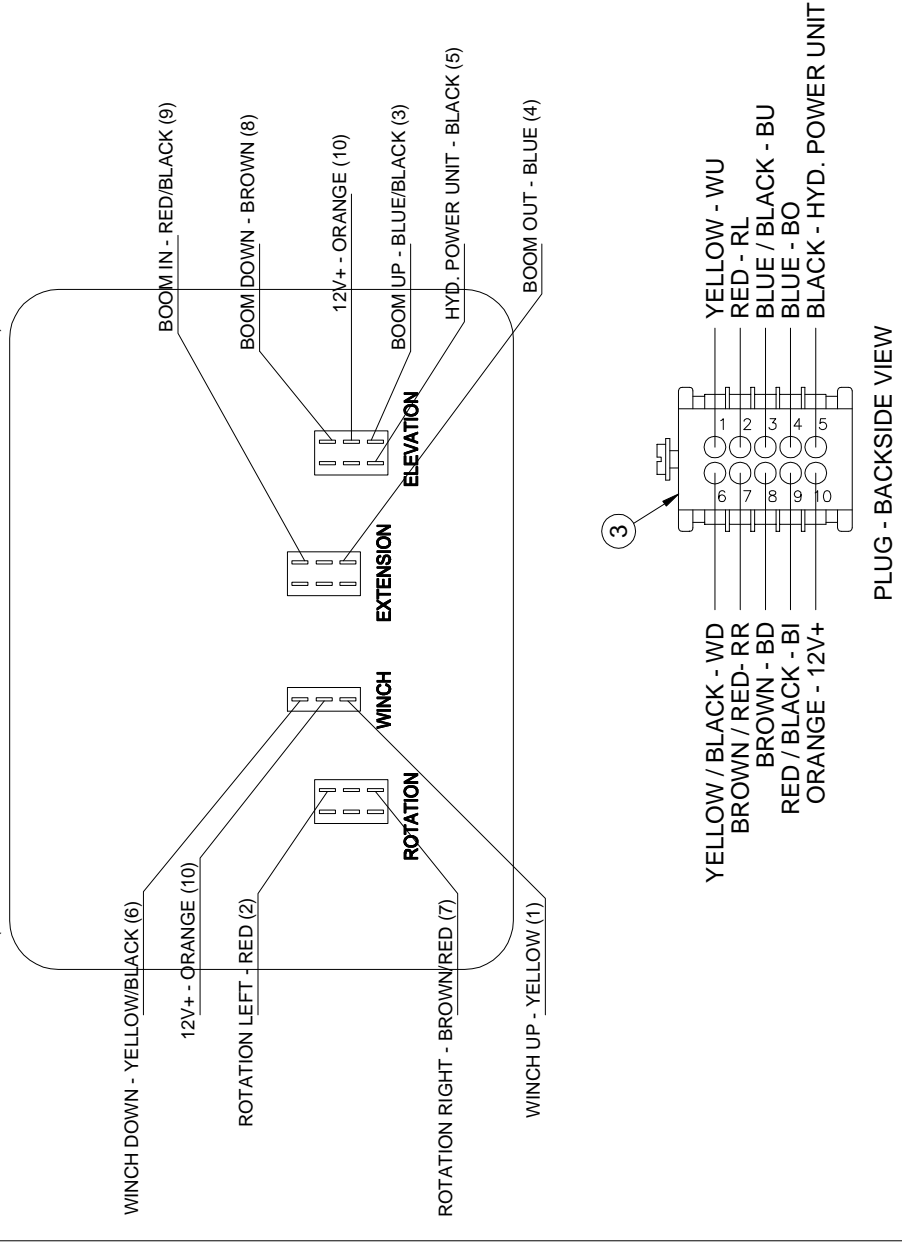 BOOM IN - RED/BLACK (9)
BOOM DOWN - BROWN (8)
12V+ - ORANGE (10)
BOOM UP - BLUE/BLACK (3)
HYD. POWER UNIT - BLACK (5)
BOOM OUT - BLUE (4)
ELEVATION
EXTENSION
WINCH
ROTATION
WINCH DOWN - YELLOW/BLACK (6)
12V+ - ORANGE (10)
ROTATION LEFT - RED (2)
ROTATION RIGHT - BROWN/RED (7)
WINCH UP - YELLOW (1)
3
YELLOW - WU
RED - RL
BLUE / BLACK - BU
BLUE - BO
BLACK - HYD. POWER UNIT
1
2
3
4
5
6
7
8
9
10
YELLOW / BLACK - WD
BROWN / RED- RR
BROWN - BD
RED / BLACK - BI
ORANGE - 12V+
PLUG - BACKSIDE VIEW